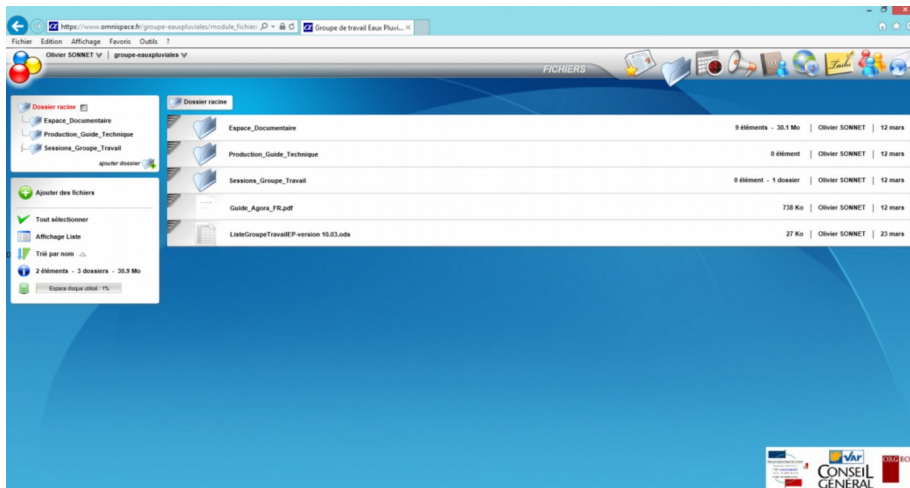 https://www.omnispace.fr/groupe-eauxpluviales/module_fichier
Groupe de travail Eaux Pluvi...
Fichier Edition Affichage Favoris Outils ?
Olivier SONNET | groupe-eauxpluviales
FICHIERS
Dossier racine
Espace_Documentaire
Production_Guide_Technique
Sessions_Groupe_Travail
ajouter dossier
Ajouter des fichiers
Tout sélectionner
Affichage Liste
Trié par nom
2 éléments - 3 dossiers - 30.9 Mo
Espace disque utilisé : 1%
Dossier racine
Espace_Documentaire 9 éléments - 30.1 Mo | Olivier SONNET | 12 mars
Production_Guide_Technique 0 élément | Olivier SONNET | 12 mars
Sessions_Groupe_Travail 0 élément - 1 dossier | Olivier SONNET | 12 mars
Guide_Agora_FR.pdf 738 Ko | Olivier SONNET | 12 mars
ListeGroupeTravailEP-version 10.03.ods 27 Ko | Olivier SONNET | 23 mars
VAR
CONSEIL
GÉNÉRAL